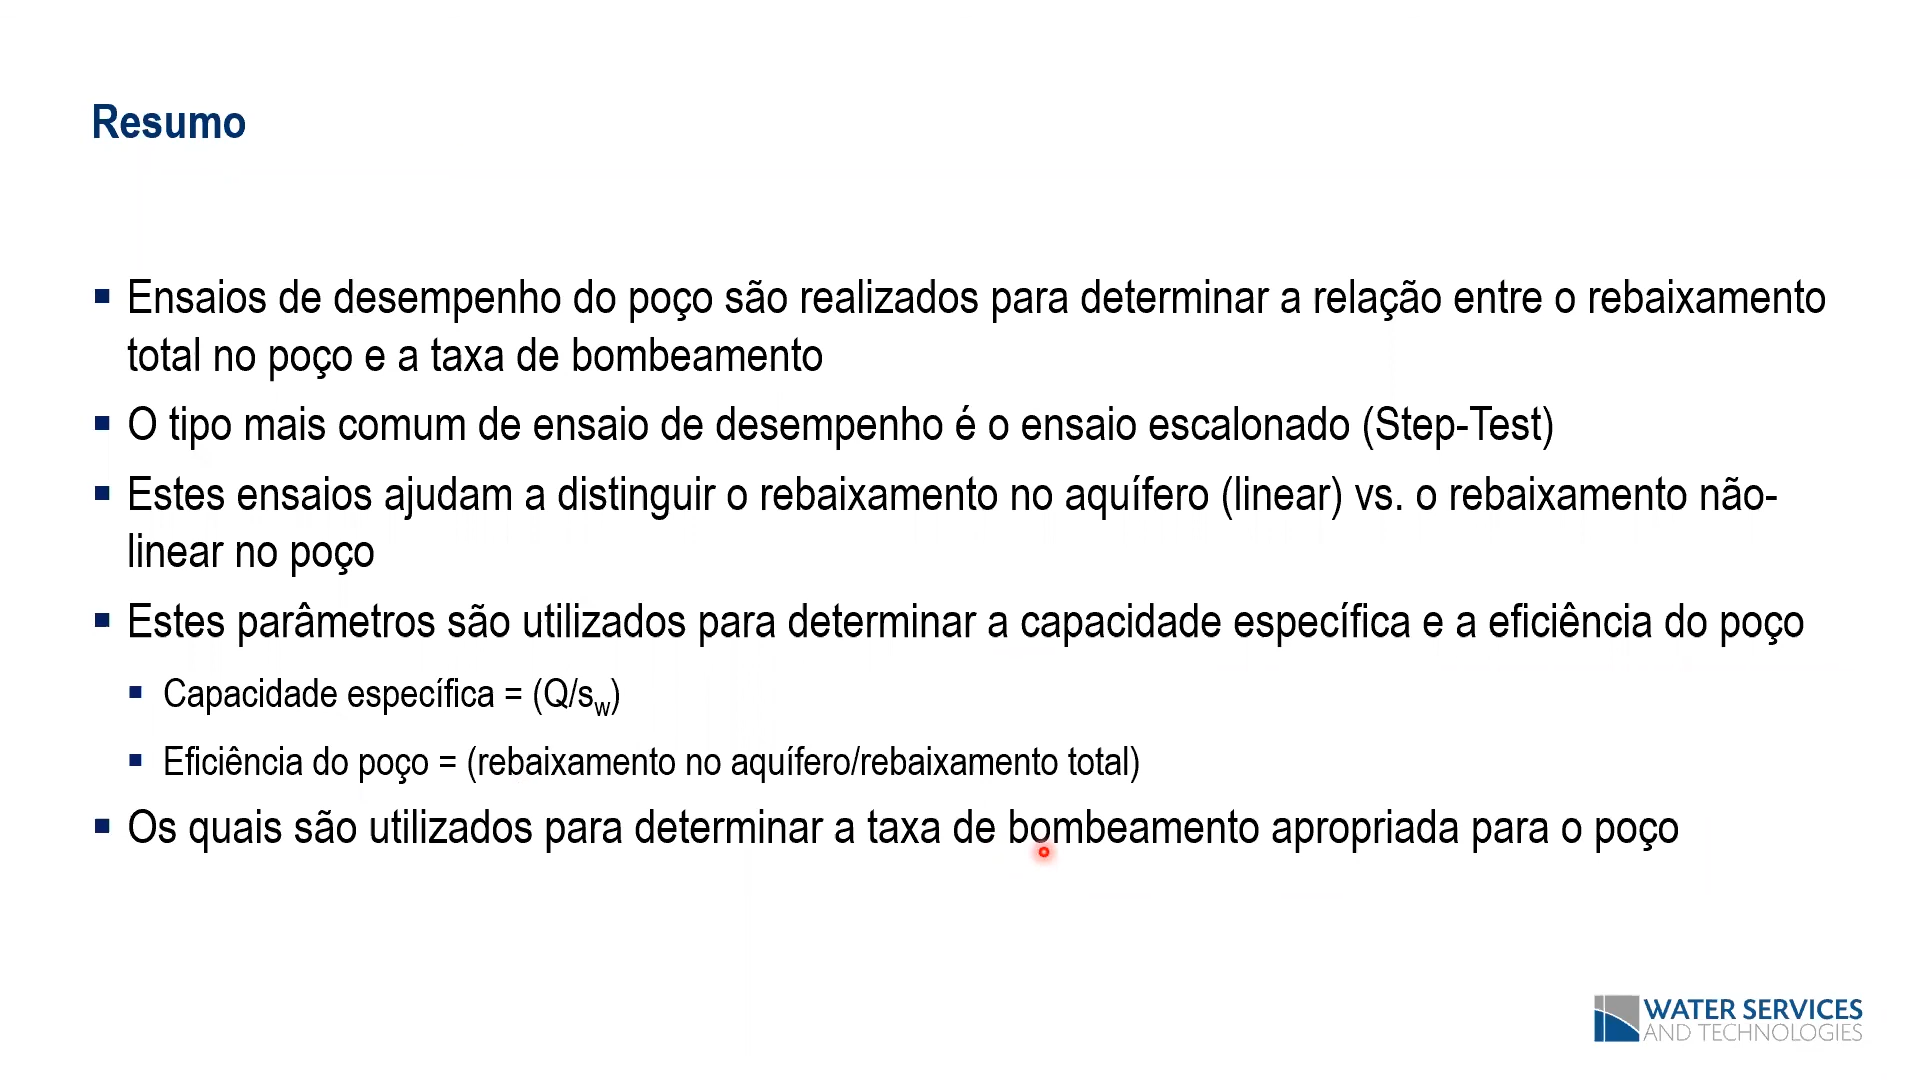 Resumo
▪ Ensaios de desempenho do poço são realizados para determinar a relação entre o rebaixamento
total no poço e a taxa de bombeamento
▪ O tipo mais comum de ensaio de desempenho é o ensaio escalonado (Step-Test)
▪ Estes ensaios ajudam a distinguir o rebaixamento no aquífero (linear) vs. o rebaixamento não-
linear no poço
▪ Estes parâmetros são utilizados para determinar a capacidade específica e a eficiência do poço
▪ Capacidade específica = (Q/sw)
▪ Eficiência do poço = (rebaixamento no aquífero/rebaixamento total)
▪ Os quais são utilizados para determinar a taxa de bombeamento apropriada para o poço
WATER SERVICES
AND TECHNOLOGIES